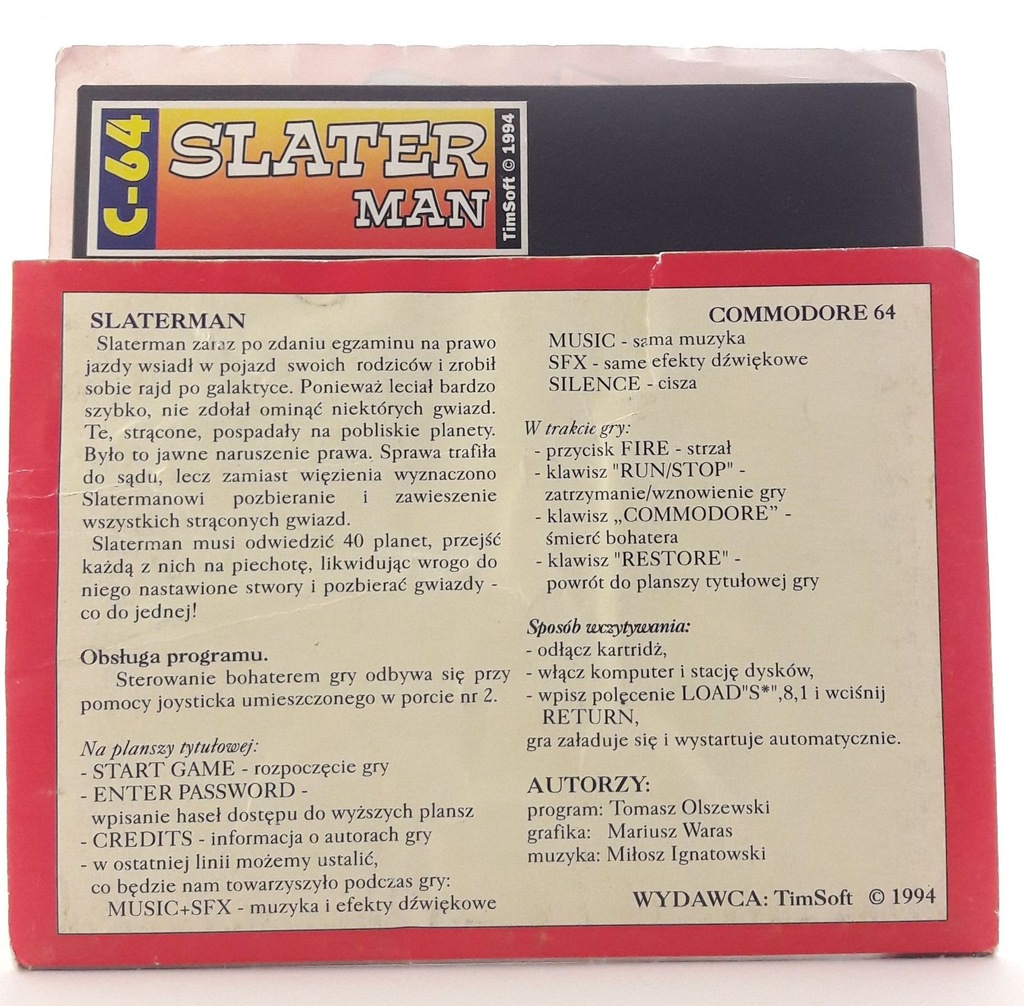 C-64
SLATER
MAN
TimSoft © 1994
SLATERMAN
Slaterman zaraz po zdaniu egzaminu na prawo
jazdy wsiadł w pojazd swoich rodziców i zrobił
sobie rajd po galaktyce. Ponieważ leciał bardzo
szybko, nie zdołał ominąć niektórych gwiazd.
Te, strącone, pospadały na pobliskie planety.
Było to jawne naruszenie prawa. Sprawa trafiła
do sądu, lecz zamiast więzienia wyznaczono
Slatermanowi pozbieranie i zawieszenie
wszystkich strąconych gwiazd.
Slaterman musi odwiedzić 40 planet, przejść
każdą z nich na piechotę, likwidując wrogo do
niego nastawione stwory i pozbierać gwiazdy -
co do jednej!
Obsługa programu.
Sterowanie bohaterem gry odbywa się przy
pomocy joysticka umieszczonego w porcie nr 2.
Na planszy tytułowej:
- START GAME - rozpoczęcie gry
- ENTER PASSWORD -
wpisanie haseł dostępu do wyższych plansz
- CREDITS - informacja o autorach gry
- w ostatniej linii możemy ustalić,
co będzie nam towarzyszyło podczas gry:
MUSIC+SFX - muzyka i efekty dźwiękowe
COMMODORE 64
MUSIC - sama muzyka
SFX - same efekty dźwiękowe
SILENCE - cisza
W trakcie gry:
- przycisk FIRE - strzał
- klawisz "RUN/STOP" -
zatrzymanie/wznowienie gry
- klawisz „COMMODORE” -
śmierć bohatera
- klawisz "RESTORE" -
powrót do planszy tytułowej gry
Sposób wczytywania:
- odłącz kartridż,
- włącz komputer i stację dysków,
- wpisz polęcenie LOAD"S*",8,1 i wciśnij
RETURN,
gra załaduje się i wystartuje automatycznie.
AUTORZY:
program: Tomasz Olszewski
grafika: Mariusz Waras
muzyka: Miłosz Ignatowski
WYDAWCA: TimSoft © 1994